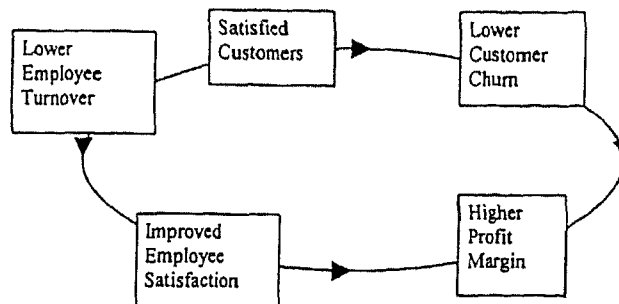 Lower
Employee
Turnover
Satisfied
Customers
Lower
Customer
Churn
Improved
Employee
Satisfaction
Higher
Profit
Margin